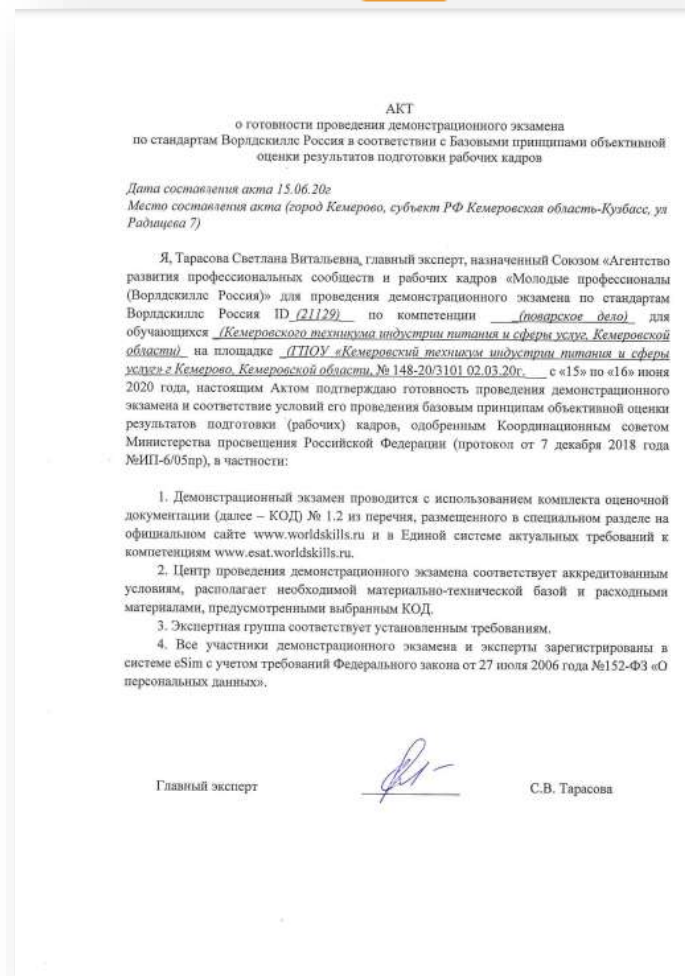 АКТ
о готовности проведения демонстрационного экзамена
по стандартам Ворлдскиллс Россия в соответствии с Базовыми принципами объективной
оценки результатов подготовки рабочих кадров
Дата составления акта 15.06.20г
Место составления акта (город Кемерово, субъект РФ Кемеровская область-Кузбасс, ул
Радищева 7)
Я, Тарасова Светлана Витальевна, главный эксперт, назначенный Союзом «Агентство
развития профессиональных сообществ и рабочих кадров «Молодые профессионалы
(Ворлдскиллс Россия)» для проведения демонстрационного экзамена по стандартам
Ворлдскиллс Россия ID_(21129)_ по компетенции ____(поварское дело)_ для
обучающихся _(Кемеровского техникума индустрии питания и сферы услуг, Кемеровской
области)_ на площадке _(ГПОУ «Кемеровский техникум индустрии питания и сферы
услуг» г Кемерово, Кемеровской области, № 148-20/3101 02.03.20г.___ с «15» по «16» июня
2020 года, настоящим Актом подтверждаю готовность проведения демонстрационного
экзамена и соответствие условий его проведения базовым принципам объективной оценки
результатов подготовки (рабочих) кадров, одобренным Координационным советом
Министерства просвещения Российской Федерации (протокол от 7 декабря 2018 года
№ИП-6/05пр), в частности:
1. Демонстрационный экзамен проводится с использованием комплекта оценочной
документации (далее – КОД) № 1.2 из перечня, размещенного в специальном разделе на
официальном сайте www.worldskills.ru и в Единой системе актуальных требований к
компетенциям www.esat.worldskills.ru.
2. Центр проведения демонстрационного экзамена соответствует аккредитованным
условиям, располагает необходимой материально-технической базой и расходными
материалами, предусмотренными выбранным КОД.
3. Экспертная группа соответствует установленным требованиям.
4. Все участники демонстрационного экзамена и эксперты зарегистрированы в
системе eSim с учетом требований Федерального закона от 27 июля 2006 года №152-ФЗ «О
персональных данных».
Главный эксперт С.В. Тарасова